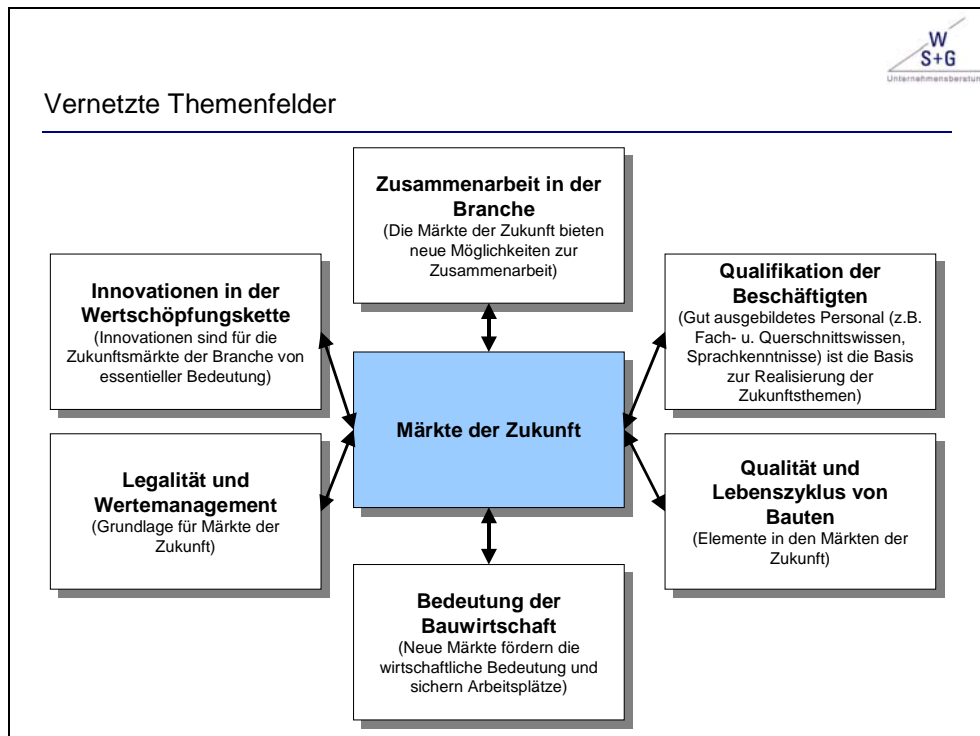 W
S+G
Unternehmensberatung
Vernetzte Themenfelder
Zusammenarbeit in der
Branche
(Die Märkte der Zukunft bieten
neue Möglichkeiten zur
Zusammenarbeit)
Innovationen in der
Wertschöpfungskette
(Innovationen sind für die
Zukunftsmärkte der Branche von
essentieller Bedeutung)
Qualifikation der
Beschäftigten
(Gut ausgebildetes Personal (z.B.
Fach- u. Querschnittswissen,
Sprachkenntnisse) ist die Basis
zur Realisierung der
Zukunftsthemen)
Märkte der Zukunft
Legalität und
Wertemanagement
(Grundlage für Märkte der
Zukunft)
Qualität und
Lebenszyklus von
Bauten
(Elemente in den Märkten der
Zukunft)
Bedeutung der
Bauwirtschaft
(Neue Märkte fördern die
wirtschaftliche Bedeutung und
sichern Arbeitsplätze)